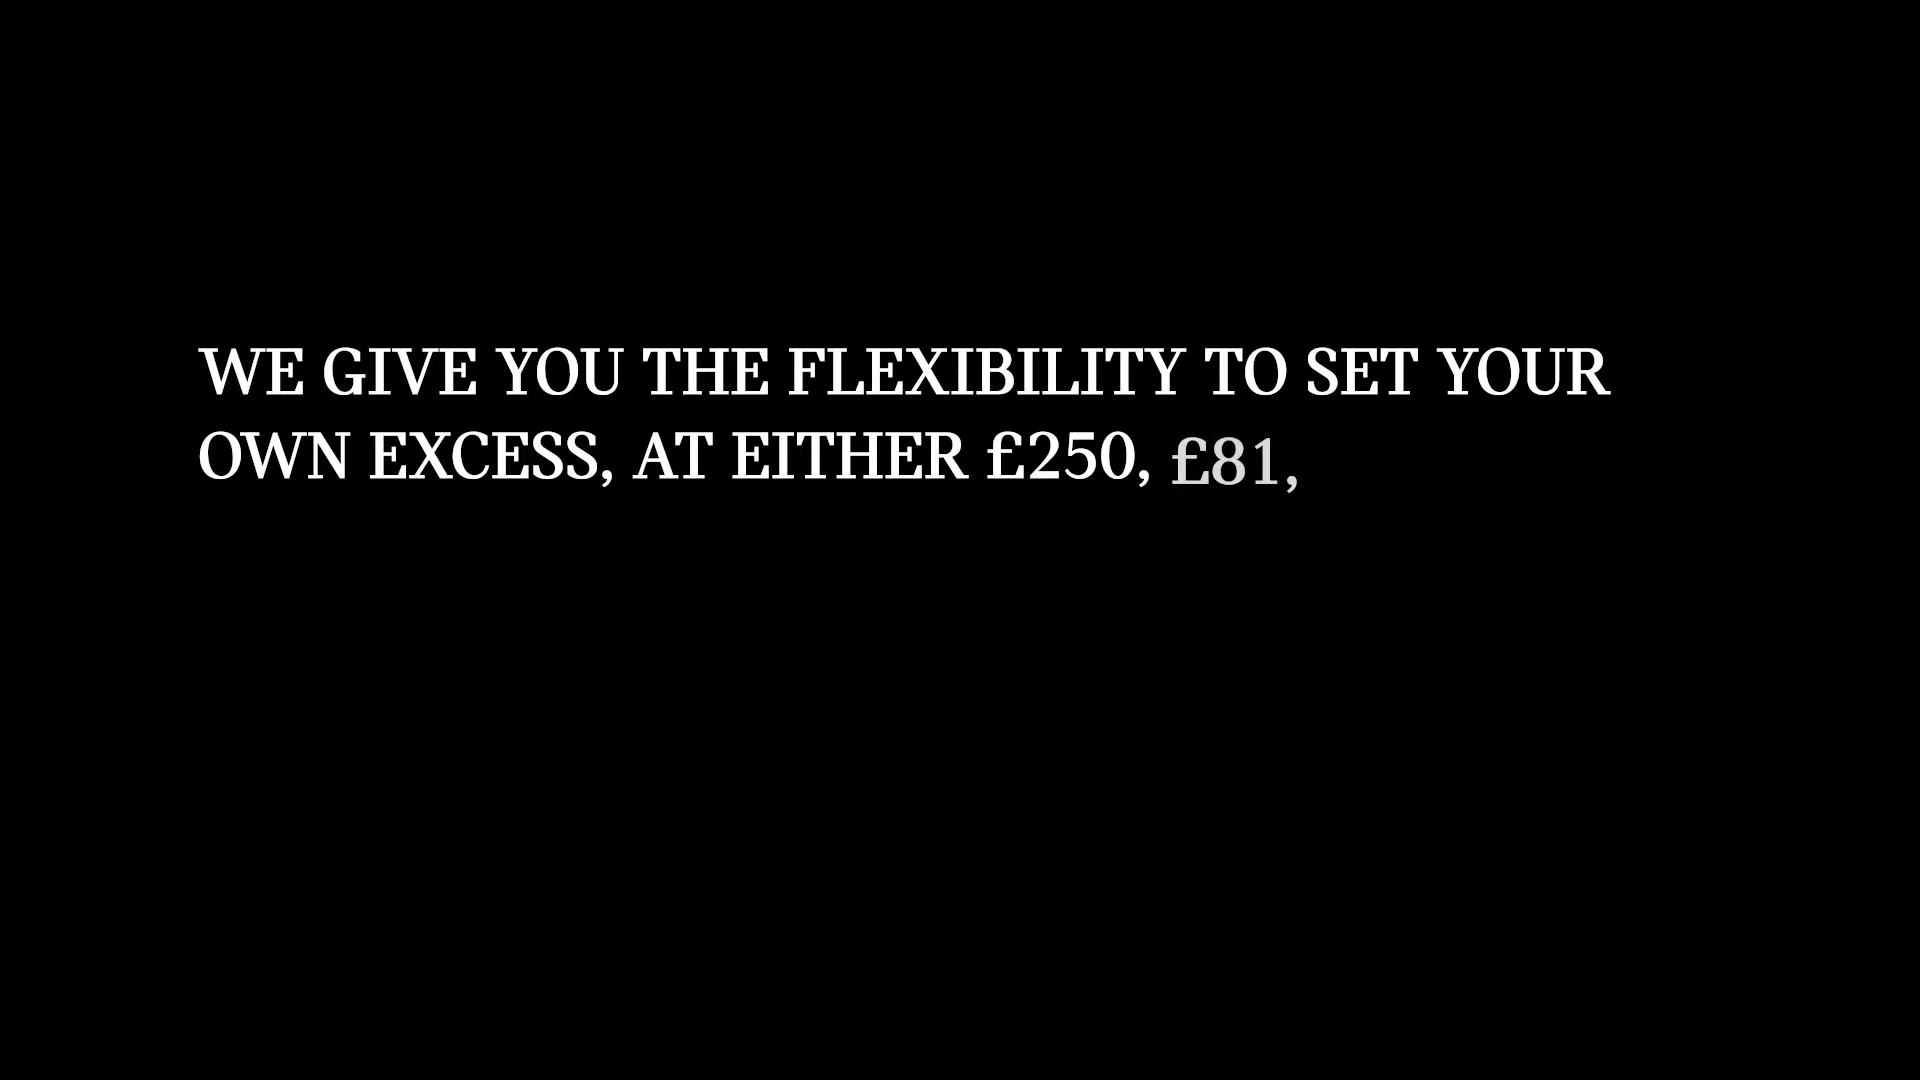 WE GIVE YOU THE FLEXIBILITY TO SET YOUR
OWN EXCESS, AT EITHER £250, £81,